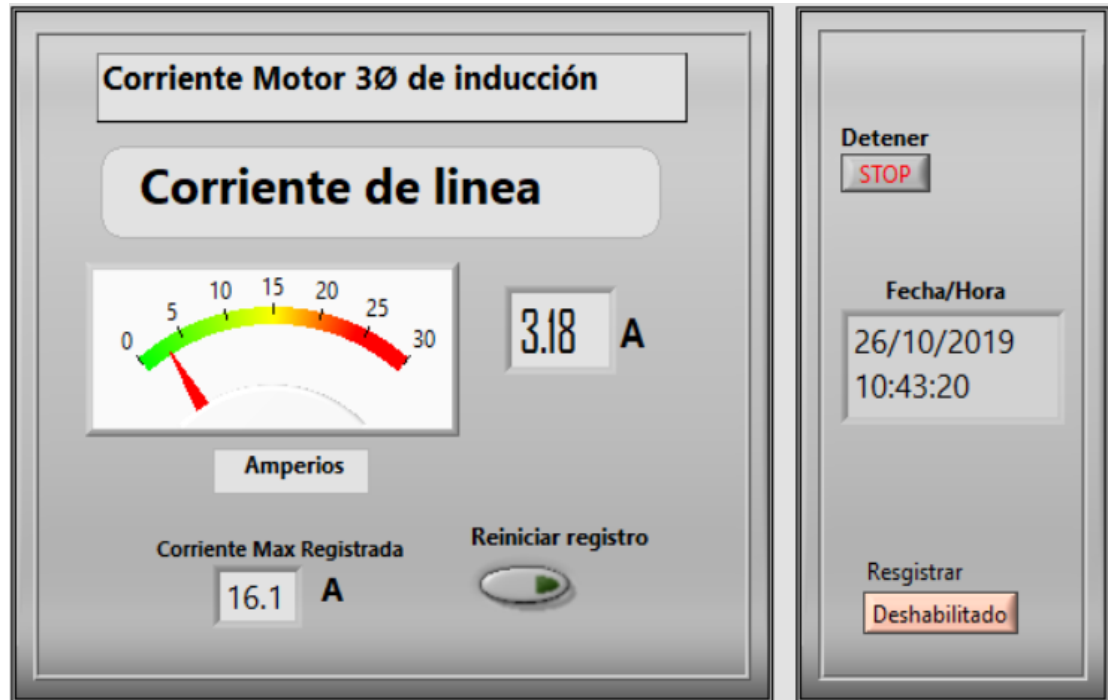 Corriente Motor 3Ø de inducción
Corriente de linea
0
5
10
15
20
25
30
3.18 A
Amperios
Corriente Max Registrada
16.1 A
Reiniciar registro
Detener
STOP
Fecha/Hora
26/10/2019
10:43:20
Resgistrar
Deshabilitado